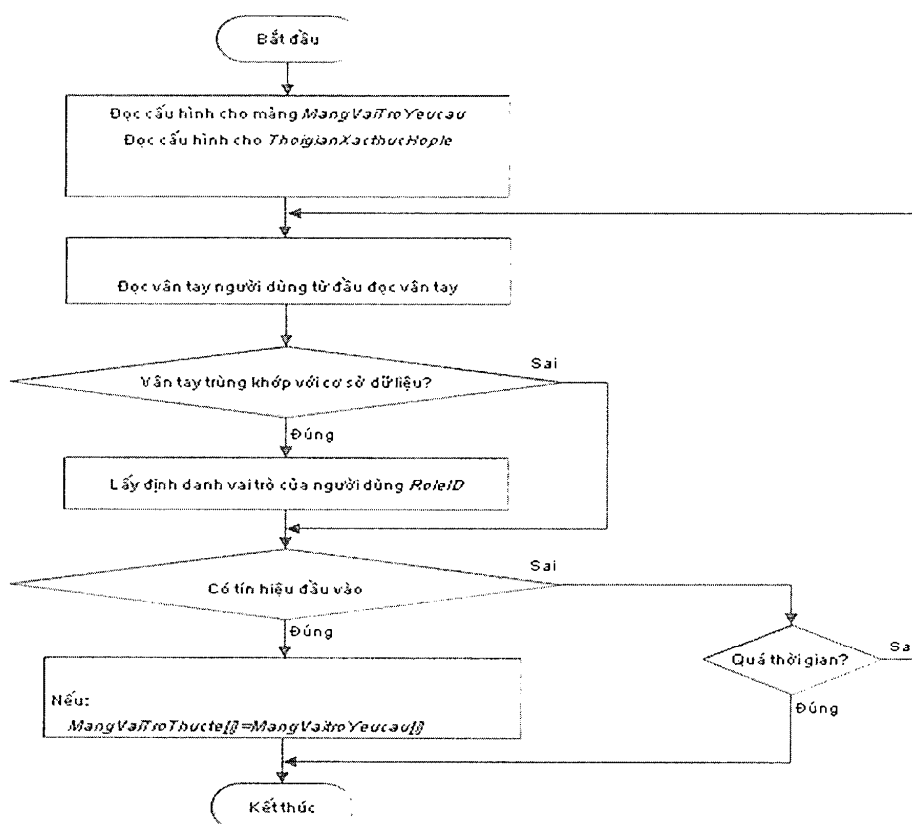 Bắt đầu
Đọc cấu hình cho mảng MangVaiTroYeucau
Đọc cấu hình cho ThoigianXacthucHople
Đọc vân tay người dùng từ đầu đọc vân tay
Sai
Vân tay trùng khớp với cơ sở dữ liệu?
Đúng
Lấy định danh vai trò của người dùng RoleID
Sai
Có tín hiệu đầu vào
Đúng
Quá thời gian?
Sa
Nếu:
Đúng
MangVaiTroThucte[i]=MangVaitroYeucau[i]
Kết thúc